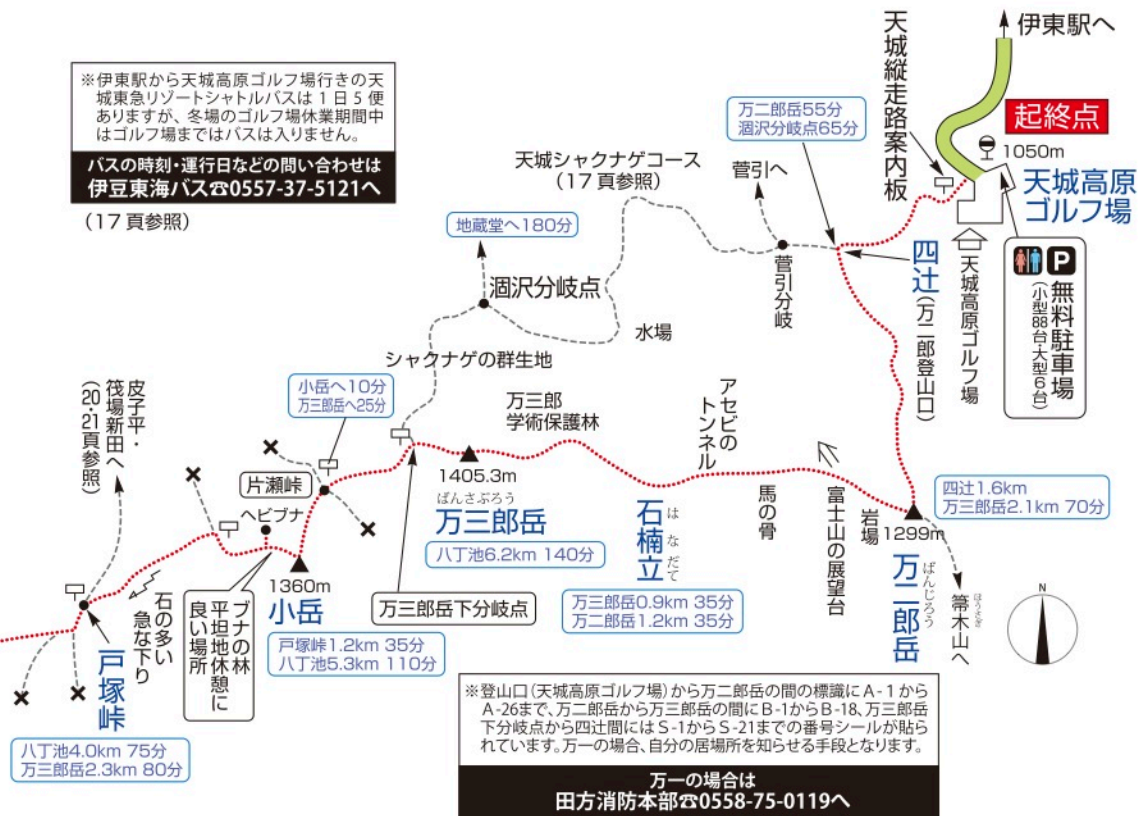 伊東駅へ
※伊東駅から天城高原ゴルフ場行きの天
城東急リゾートシャトルバスは1日5便
ありますが、冬場のゴルフ場休業期間中
はゴルフ場まではバスは入りません。
バスの時刻・運行日などの問い合わせは
伊豆東海バス☎0557-37-5121へ
(17頁参照)
天城縦走路案内板
起終点
1050m
天城高原
ゴルフ場
P
無料駐車場
(小型88台・大型6台)
天城高原ゴルフ場
万二郎岳55分
涸沢分岐点65分
四辻
(万二郎登山口)
天城シャクナゲコース
(17頁参照)
菅引へ
菅引分岐
地蔵堂へ180分
涸沢分岐点
水場
シャクナゲの群生地
小岳へ10分
万三郎岳へ25分
万三郎
学術保護林
アセビの
トンネル
皮子平・
筏場新田へ
(20・21頁参照)
片瀬峠
ヘビブナ
1405.3m
ばんさぶろう
万三郎岳
八丁池6.2km 140分
万三郎岳下分岐点
はなだて
石楠立
万三郎岳0.9km 35分
万二郎岳1.2km 35分
馬の骨
富士山の展望台
岩場
四辻1.6km
万三郎岳2.1km 70分
1299m
ばんじろう
万二郎岳
ほうきぎ
箒木山へ
N
1360m
小岳
戸塚峠1.2km 35分
八丁池5.3km 110分
ブナの林
平坦地休憩に
良い場所
石の多い
急な下り
戸塚峠
八丁池4.0km 75分
万三郎岳2.3km 80分
※登山口(天城高原ゴルフ場)から万二郎岳の間の標識にA-1から
A-26まで、万二郎岳から万三郎岳の間にB-1からB-18、万三郎岳
下分岐点から四辻間にはS-1からS-21までの番号シールが貼ら
れています。万一の場合、自分の居場所を知らせる手段となります。
万一の場合は
田方消防本部☎0558-75-0119へ